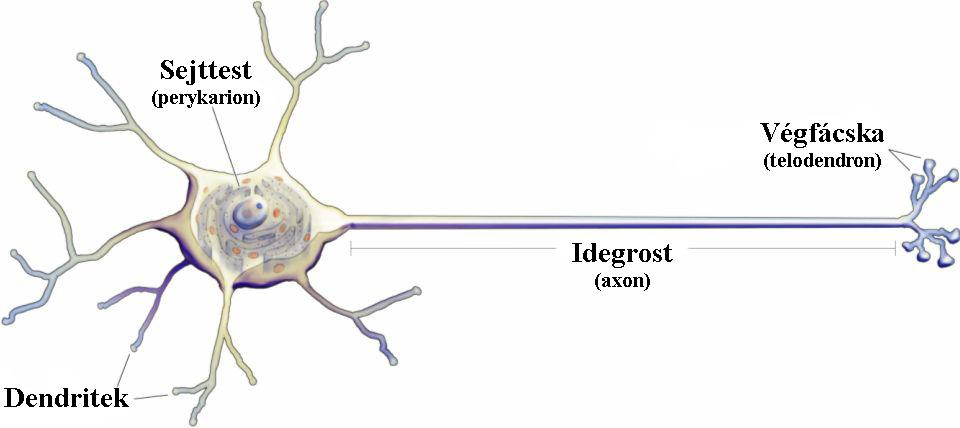 Sejttest
(perykarion)
Végfácska
(telodendron)
Idegrost
(axon)
Dendritek